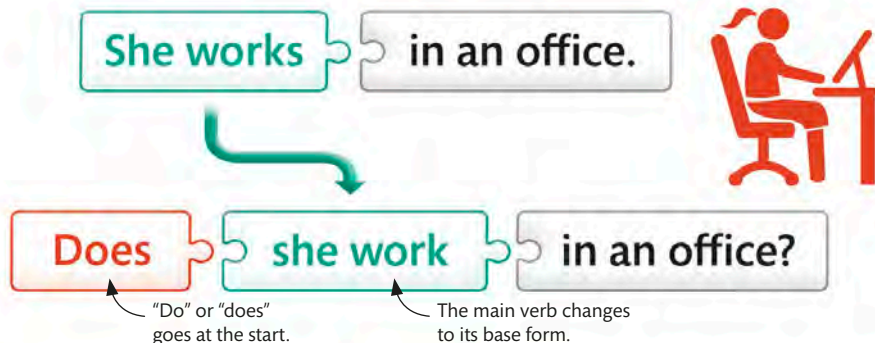 She works in an office.
Does she work in an office?
"Do" or "does"
goes at the start.
The main verb changes
to its base form.